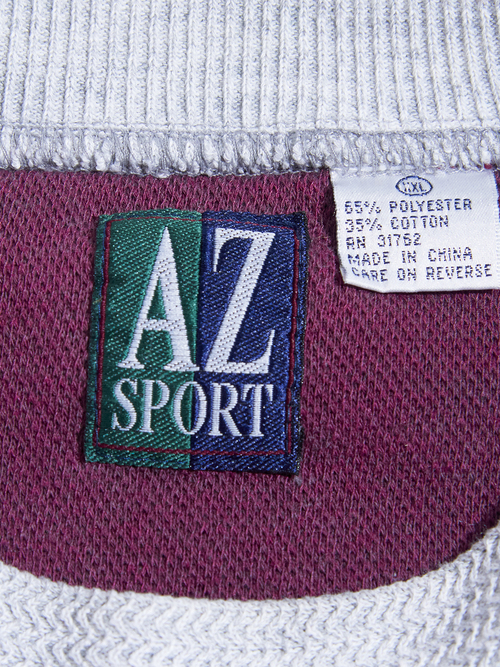 AZ
SPORT
XXL
65% POLYESTER
35% COTTON
RN 31762
MADE IN CHINA
CARE ON REVERSE